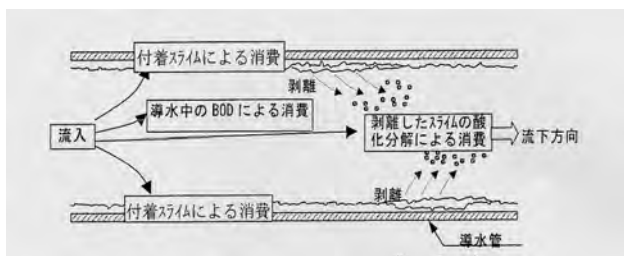 付着ｽﾗｲﾑによる消費
剥離
導水中のBODによる消費
流入
剥離したｽﾗｲﾑの酸
化分解による消費
流下方向
剥離
付着ｽﾗｲﾑによる消費
導水管